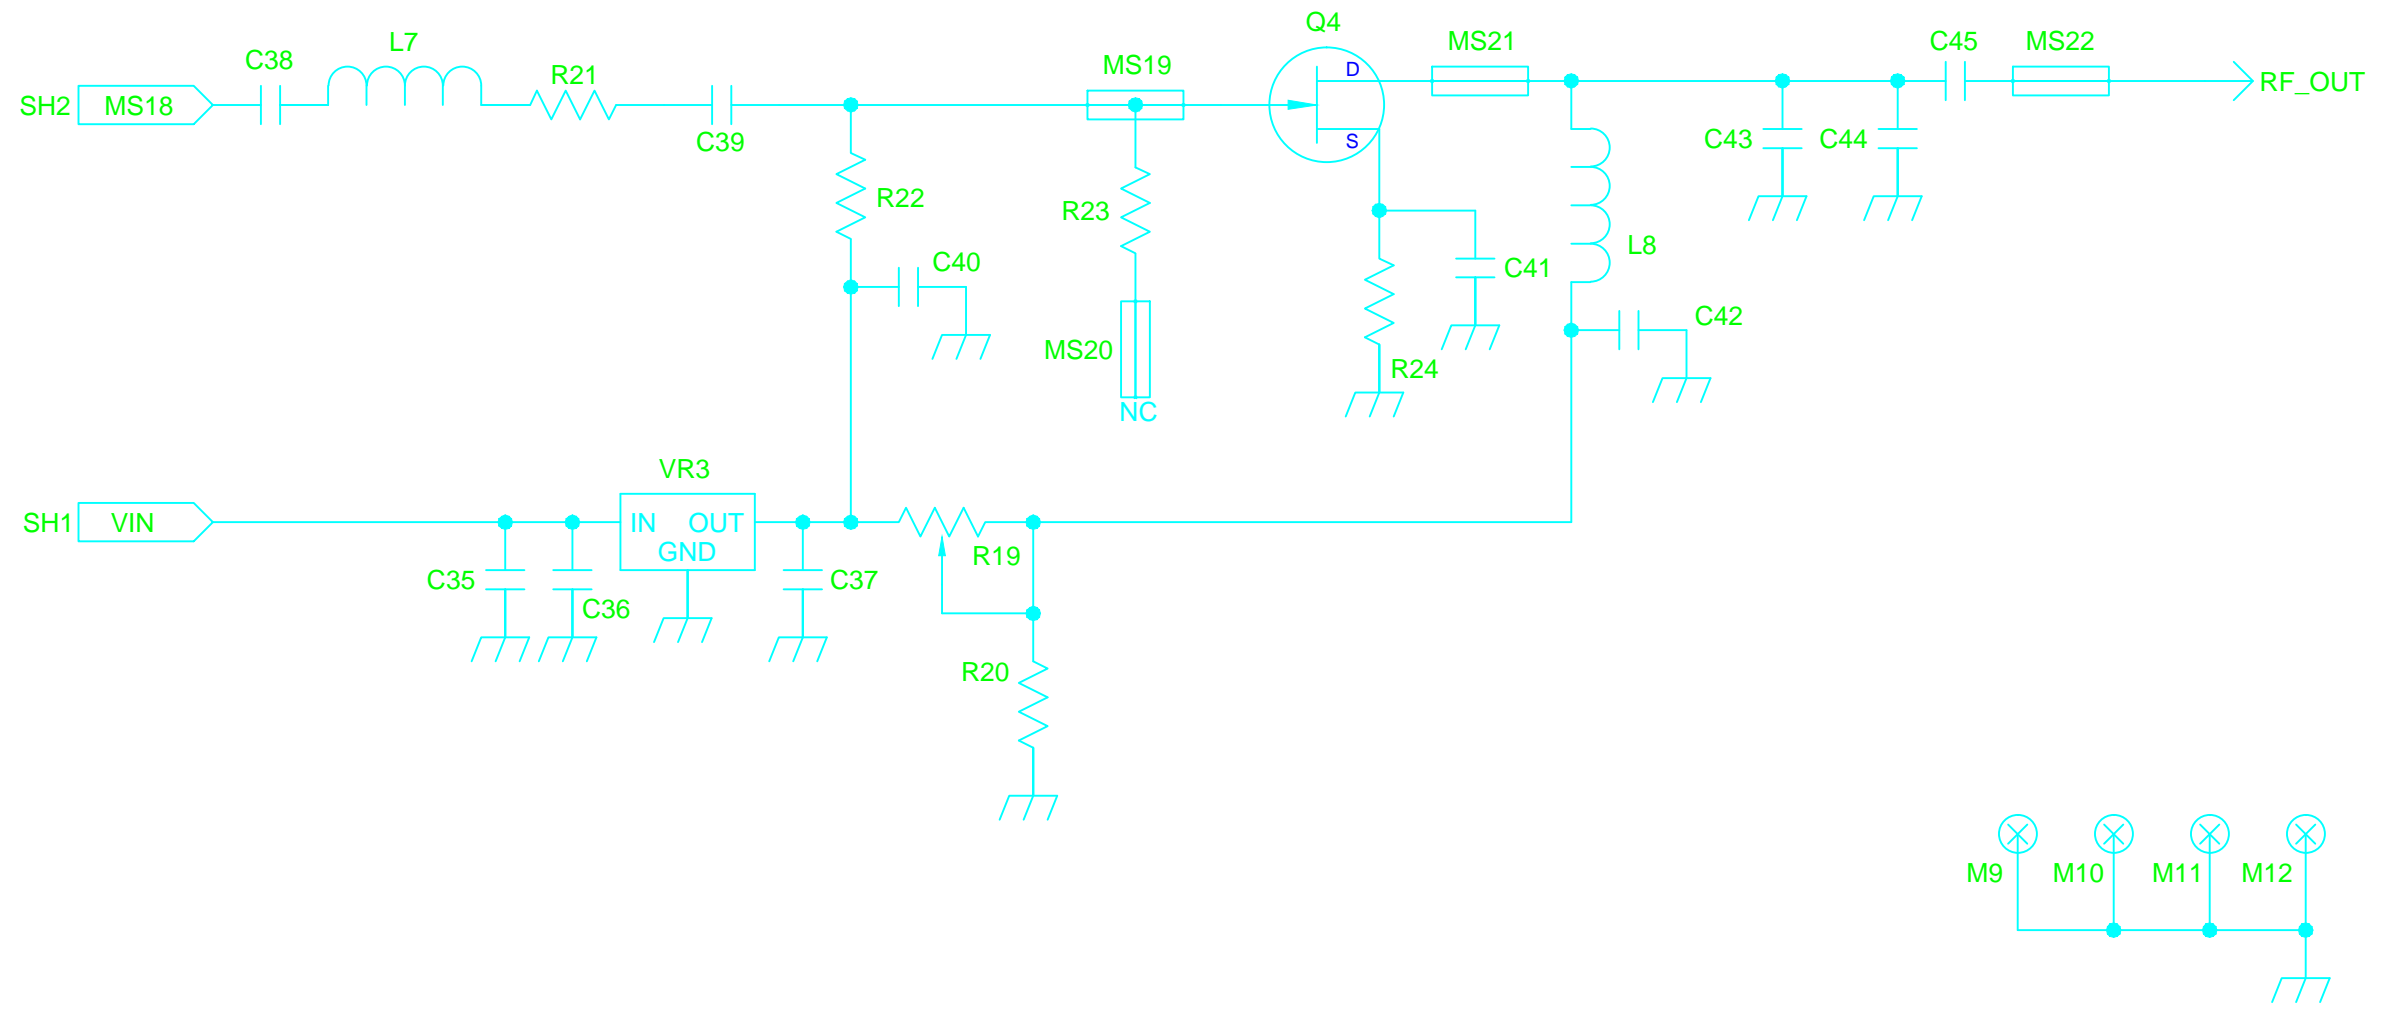 Q4
L7
MS21
C45
MS22
C38
MS19
D
R21
SH2
MS18
RF_OUT
C39
S
C43
C44
R22
R23
L8
C40
C41
C42
MS20
R24
NC
VR3
SH1
VIN
IN
OUT
GND
R19
C35
C37
C36
R20
M9
M10
M11
M12